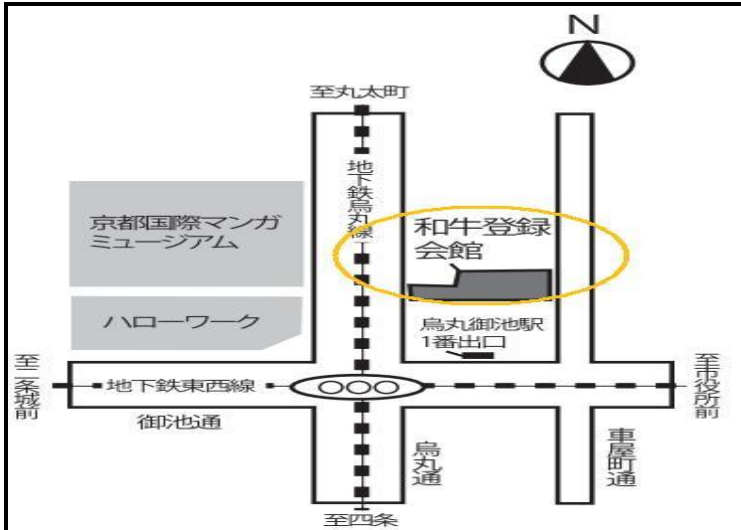 N
至丸太町
地下鉄烏丸線
京都国際マンガ
ミュージアム
和牛登録
会館
ハローワーク
烏丸御池駅
1番出口
至二条城前
地下鉄東西線
至市役所前
御池通
烏丸通
車屋町通
至四条